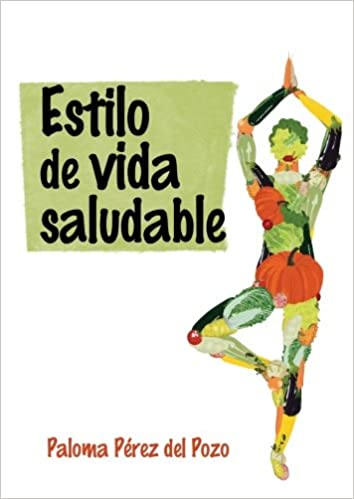 Estilo
de vida
saludable
Paloma Pérez del Pozo